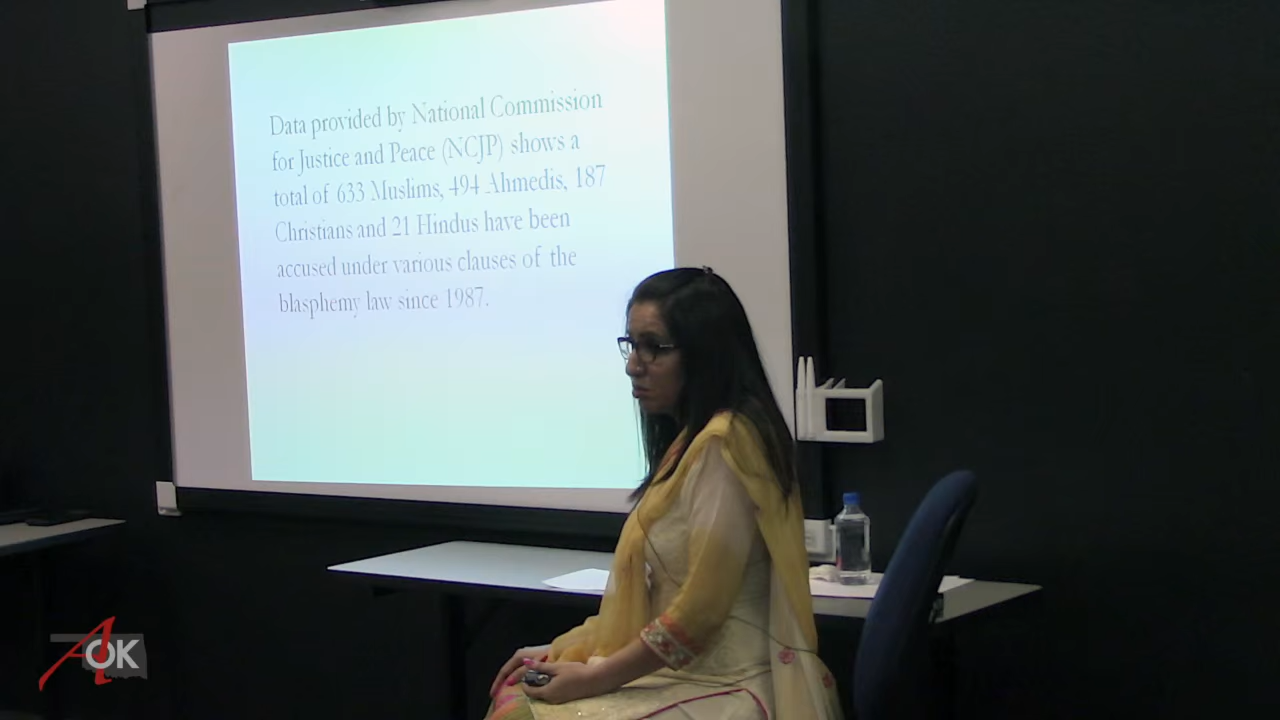 Data provided by National Commission
for Justice and Peace (NCJP) shows a
total of 633 Muslims, 494 Ahmedis, 187
Christians and 21 Hindus have been
accused under various clauses of the
blasphemy law since 1987.
AOK